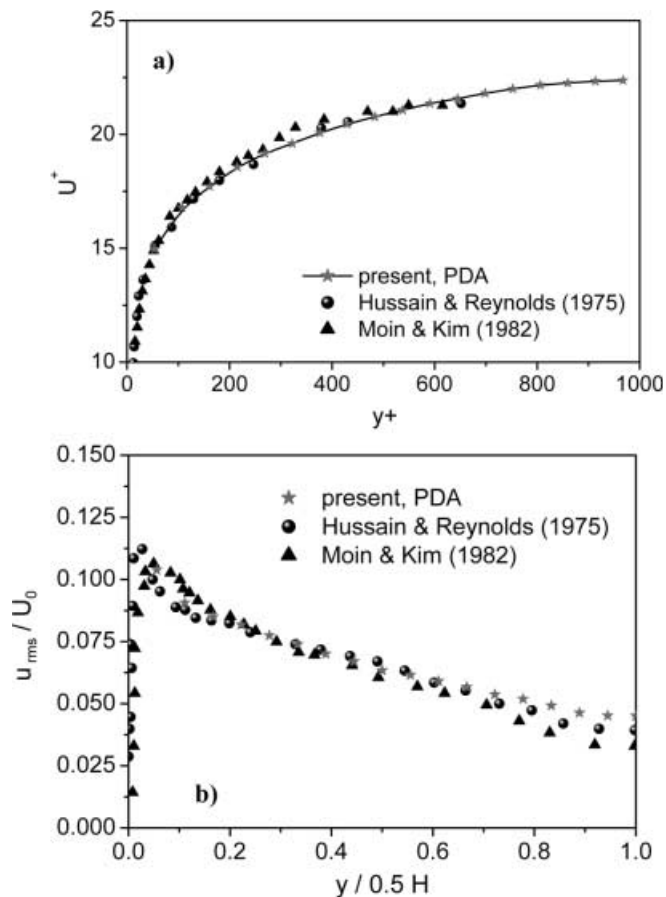 25
a)
20
U+
15
present, PDA
Hussain & Reynolds (1975)
Moin & Kim (1982)
10
0 200 400 600 800 1000
y+
0.150
present, PDA
0.125
Hussain & Reynolds (1975)
Moin & Kim (1982)
0.100
u rms / U0
0.075
0.050
0.025
b)
0.000
0.0 0.2 0.4 0.6 0.8 1.0
y / 0.5 H